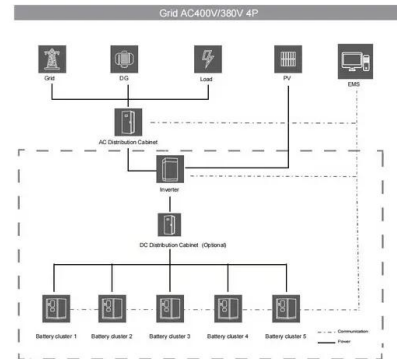 Grid AC400V/380V 4P
Grid DG Load PV EMS
AC Distribution Cabinet
Inverter
DC Distribution Cabinet (Optional)
Battery cluster 1 Battery cluster 2 Battery cluster 3 Battery cluster 4 Battery cluster 5
Communication
Power